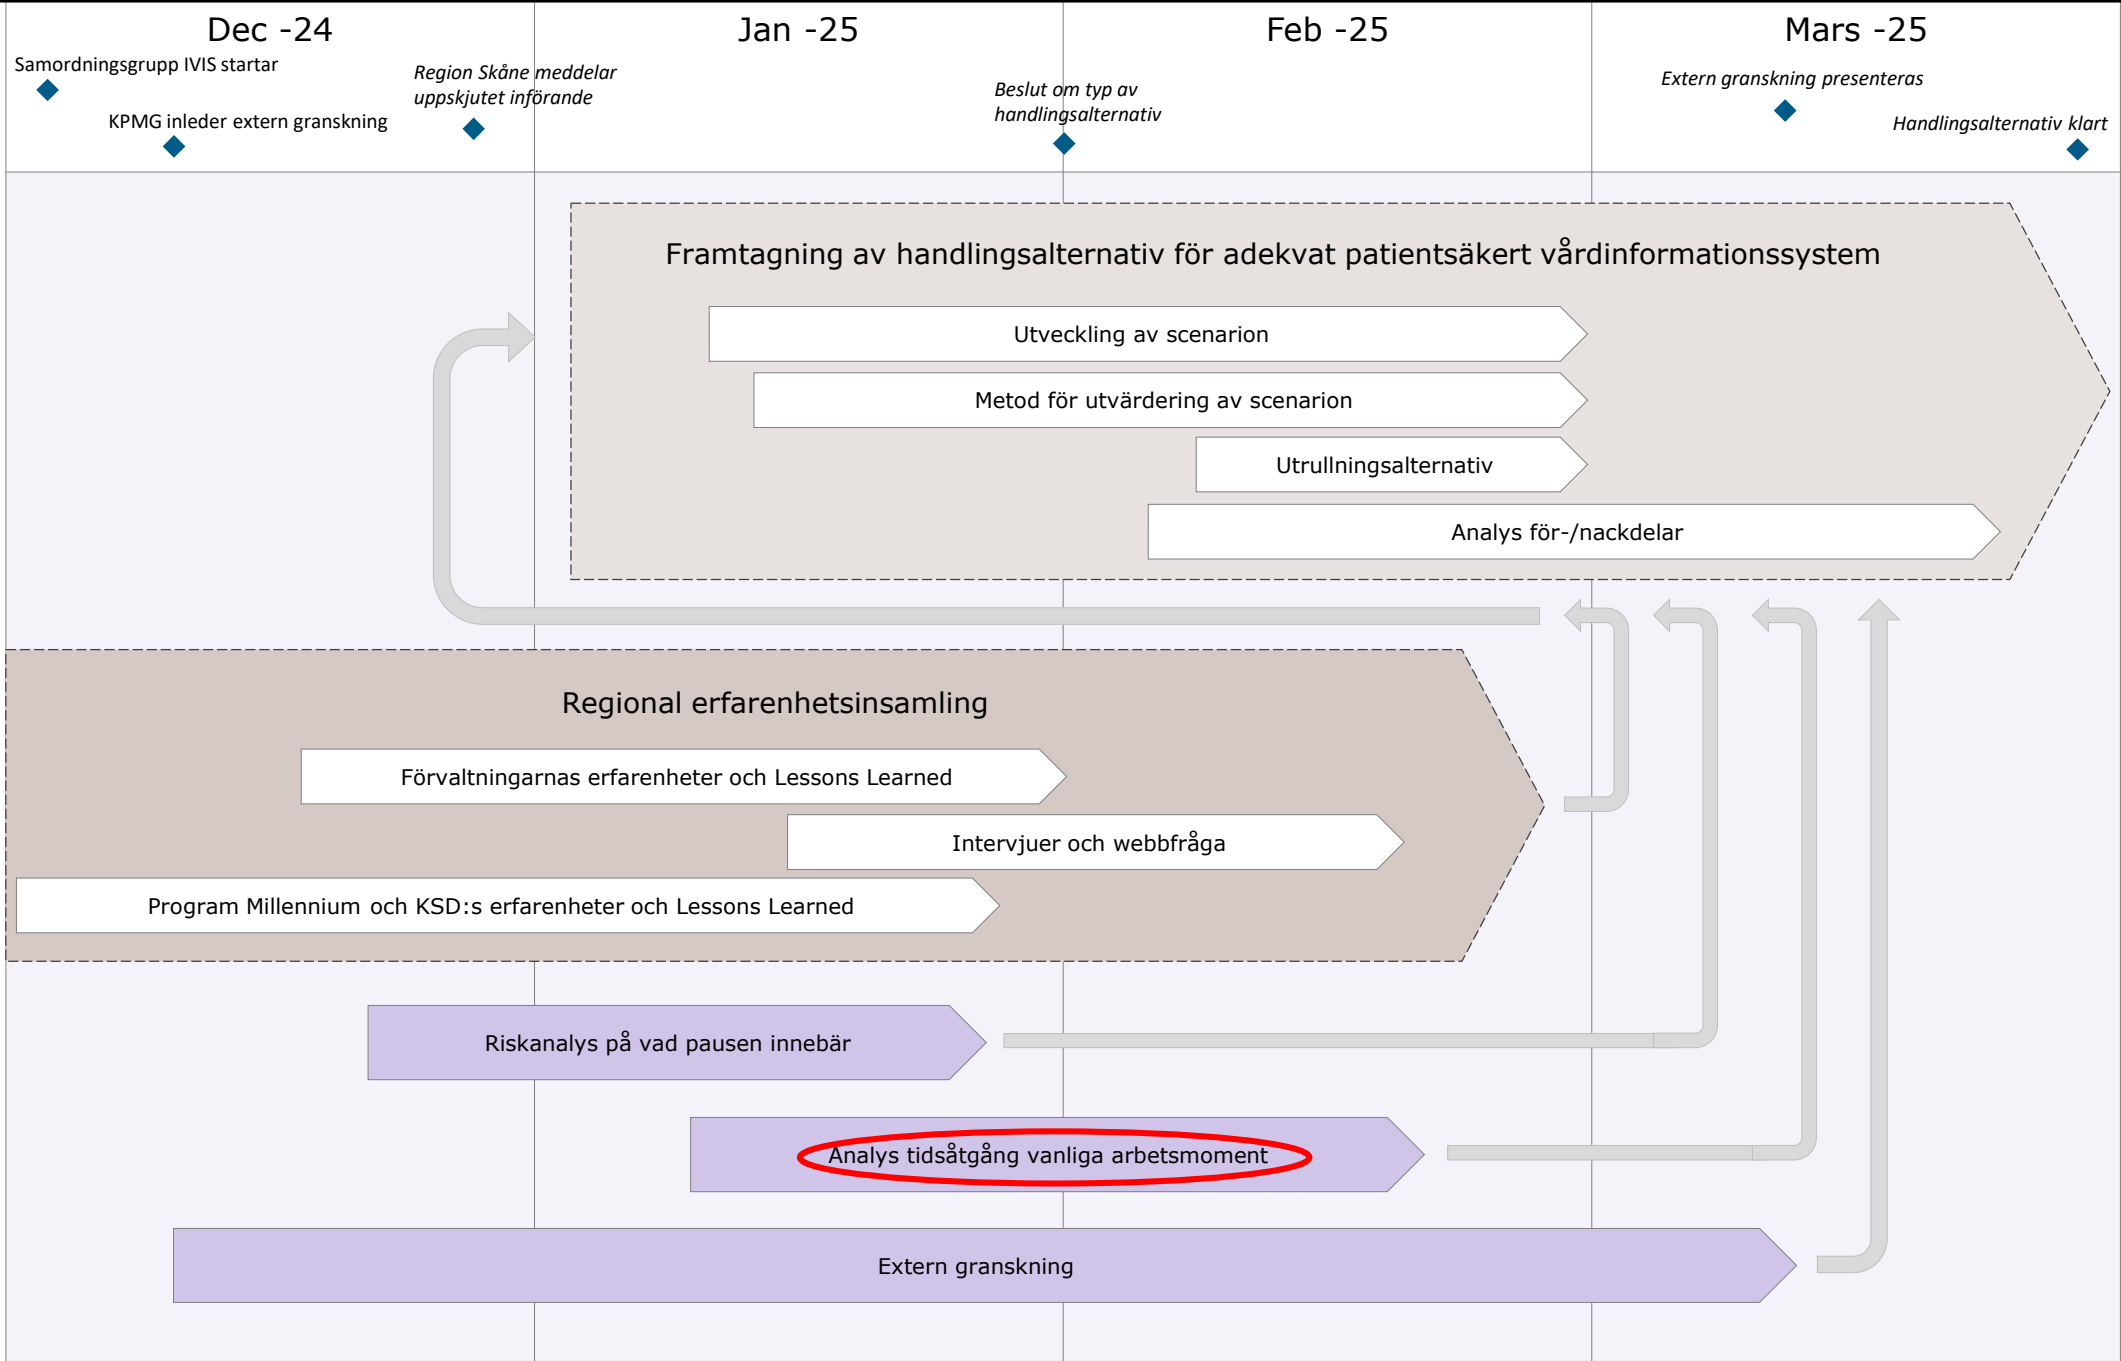 Dec -24
Jan -25
Feb -25
Mars -25
Samordningsgrupp IVIS startar
KPMG inleder extern granskning
Region Skåne meddelar
uppskjutet införande
Beslut om typ av
handlingsalternativ
Extern granskning presenteras
Handlingsalternativ klart
Framtagning av handlingsalternativ för adekvat patientsäkert vårdinformationssystem
Utveckling av scenarion
Metod för utvärdering av scenarion
Utrullningsalternativ
Analys för-/nackdelar
Regional erfarenhetsinsamling
Förvaltningarnas erfarenheter och Lessons Learned
Intervjuer och webbfråga
Program Millennium och KSD:s erfarenheter och Lessons Learned
Riskanalys på vad pausen innebär
Analys tidsåtgång vanliga arbetsmoment
Extern granskning